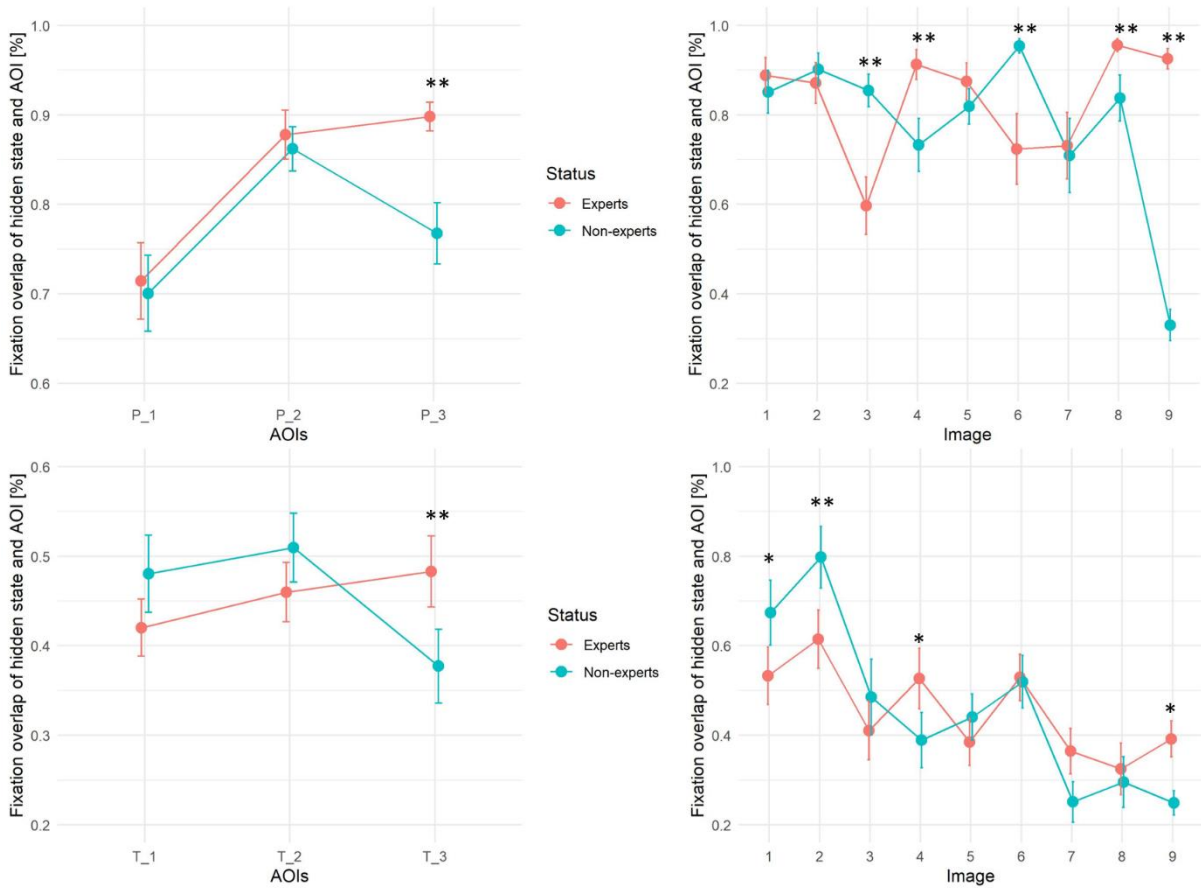 Fixation overlap of hidden state and AOI [%]
1.0
0.9
0.8
0.7
0.6
**
P_1 P_2 P_3
AOIs
Status
Experts
Non-experts
Fixation overlap of hidden state and AOI [%]
1.0
0.8
0.6
0.4
0.2
** ** ** ** **
1 2 3 4 5 6 7 8 9
Image
Fixation overlap of hidden state and AOI [%]
0.6
0.5
0.4
0.3
0.2
**
T_1 T_2 T_3
AOIs
Status
Experts
Non-experts
Fixation overlap of hidden state and AOI [%]
1.0
0.8
0.6
0.4
0.2
* ** * *
1 2 3 4 5 6 7 8 9
Image